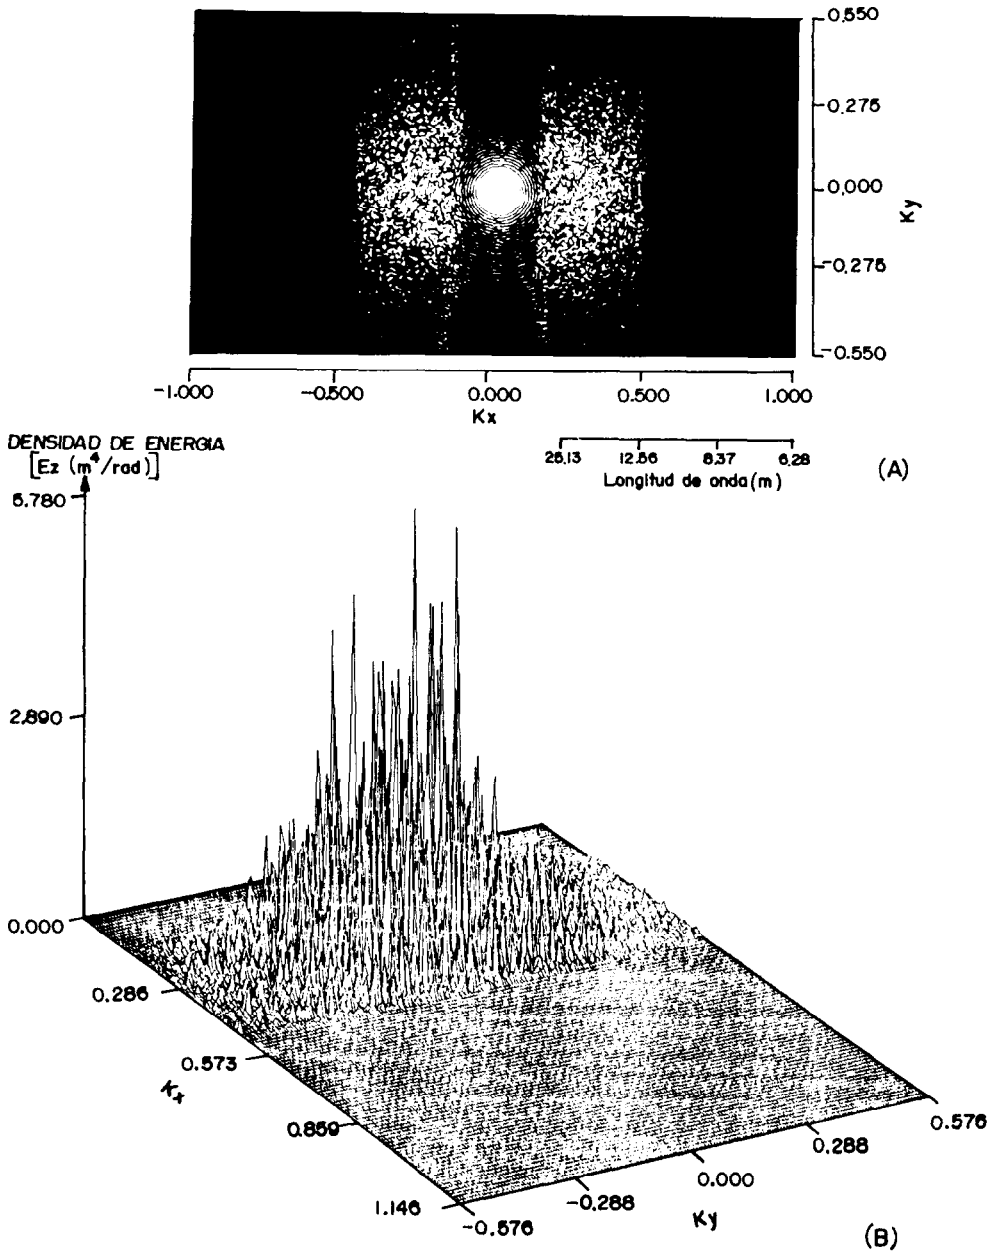 0.550
0.275
0.000
-0.275
-0.550
Ky
-1.000
-0.500
0.000
0.500
1.000
Kx
25.13
12.56
8.37
6.28
Longitud de onda (m)
(A)
DENSIDAD DE ENERGIA
[Ez (m⁴/rad)]
5.780
2.890
0.000
0.286
0.573
0.859
1.146
Kx
-0.576
-0.288
0.000
0.288
0.576
Ky
(B)